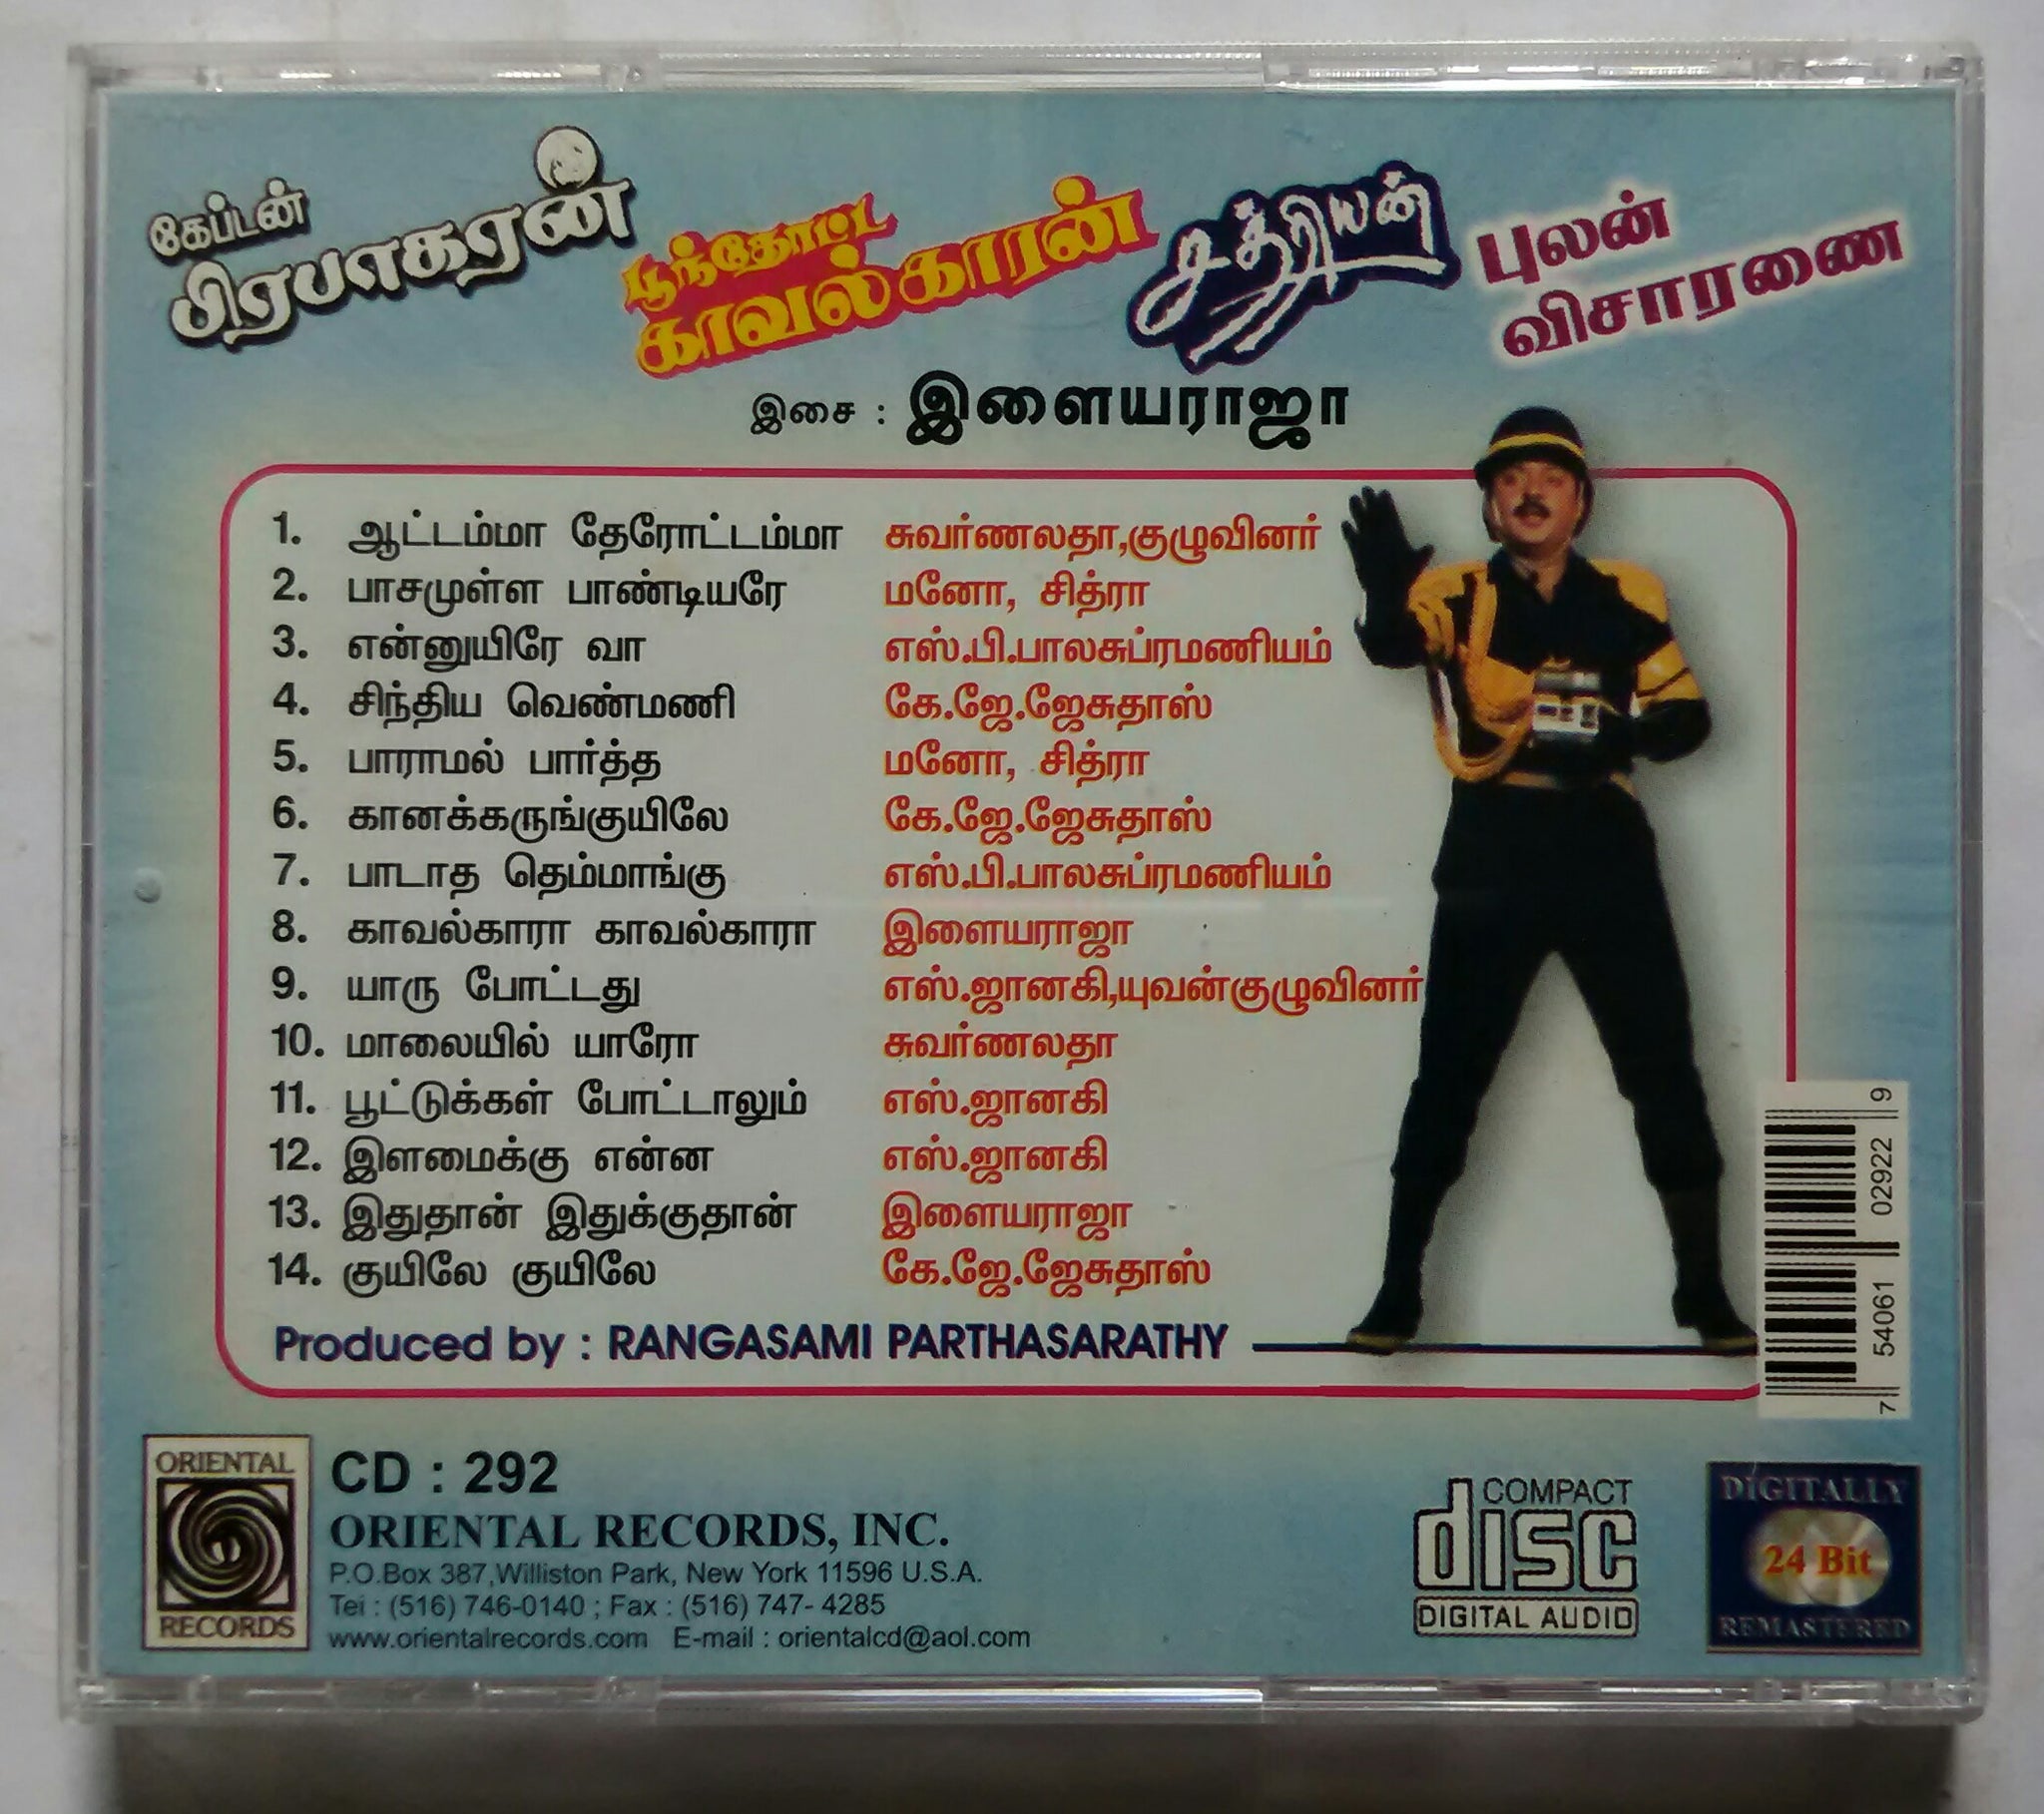 கேப்டன்
பிரபாகரன்
பூந்தோட்ட
காவல்காரன்
சத்ரியன்
புலன்
விசாரணை
இசை : இளையராஜா
1. ஆட்டம்மா தேரோட்டம்மா சுவர்ணலதா,குழுவினர்
2. பாசமுள்ள பாண்டியரே மனோ, சித்ரா
3. என்னுயிரே வா எஸ்.பி.பாலசுப்ரமணியம்
4. சிந்திய வெண்மணி கே.ஜே.ஜேசுதாஸ்
5. பாராமல் பார்த்த மனோ, சித்ரா
6. கானக்கருங்குயிலே கே.ஜே.ஜேசுதாஸ்
7. பாடாத தெம்மாங்கு எஸ்.பி.பாலசுப்ரமணியம்
8. காவல்காரா காவல்காரா இளையராஜா
9. யாரு போட்டது எஸ்.ஜானகி,யுவன்குழுவினர்
10. மாலையில் யாரோ சுவர்ணலதா
11. பூட்டுக்கள் போட்டாலும் எஸ்.ஜானகி
12. இளமைக்கு என்ன எஸ்.ஜானகி
13. இதுதான் இதுக்குதான் இளையராஜா
14. குயிலே குயிலே கே.ஜே.ஜேசுதாஸ்
Produced by : RANGASAMI PARTHASARATHY
7 54061 02922 9
ORIENTAL
RECORDS
CD : 292
ORIENTAL RECORDS, INC.
P.O.Box 387,Williston Park, New York 11596 U.S.A.
Tel : (516) 746-0140 ; Fax : (516) 747- 4285
www.orientalrecords.com E-mail : orientalcd@aol.com
COMPACT
disc
DIGITAL AUDIO
DIGITALLY
24 Bit
REMASTERED